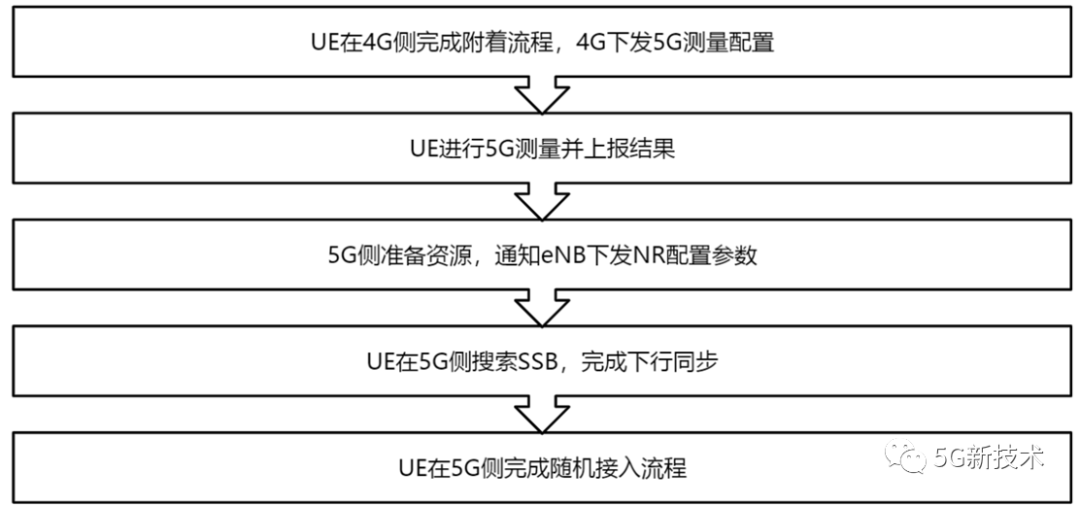 UE在4G侧完成附着流程，4G下发5G测量配置
UE进行5G测量并上报结果
5G侧准备资源，通知eNB下发NR配置参数
UE在5G侧搜索SSB，完成下行同步
UE在5G侧完成随机接入流程
5G新技术